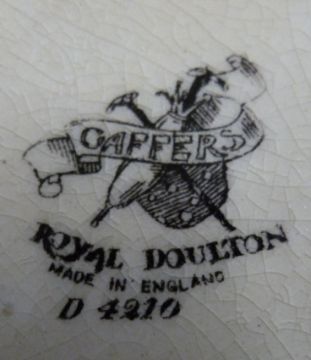 GAFFERS
ROYAL DOULTON
MADE IN ENGLAND
D 4210